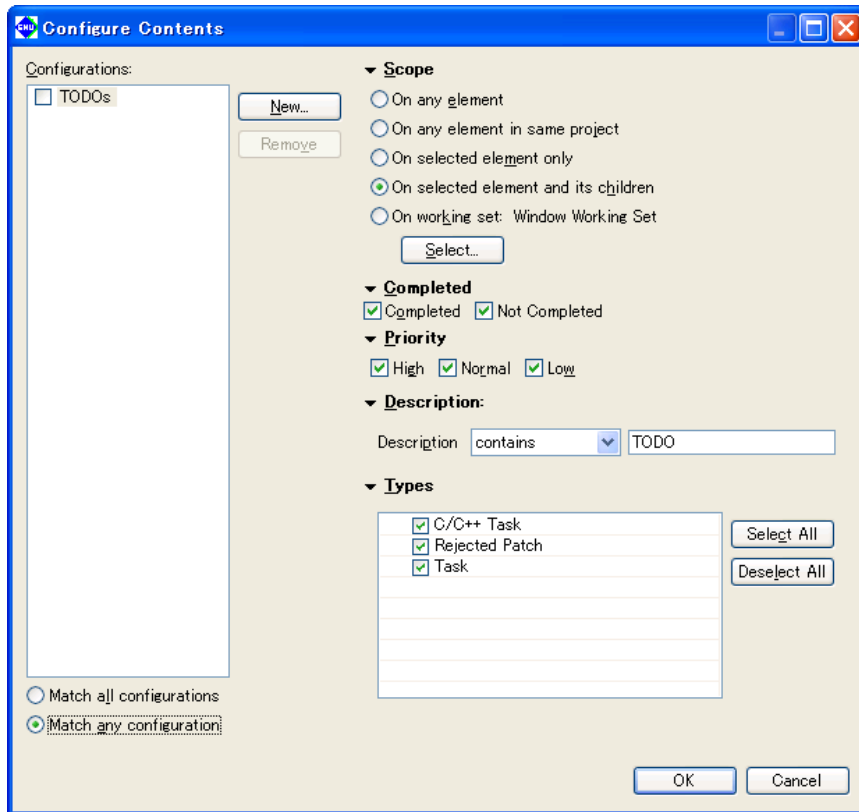 GNU Configure Contents
Configurations:
TODOs
New...
Remove
Match all configurations
Match any configuration
Scope
On any element
On any element in same project
On selected element only
On selected element and its children
On working set: Window Working Set
Select...
Completed
Completed Not Completed
Priority
High Normal Low
Description:
Description contains TODO
Types
C/C++ Task
Rejected Patch
Task
Select All
Deselect All
OK Cancel